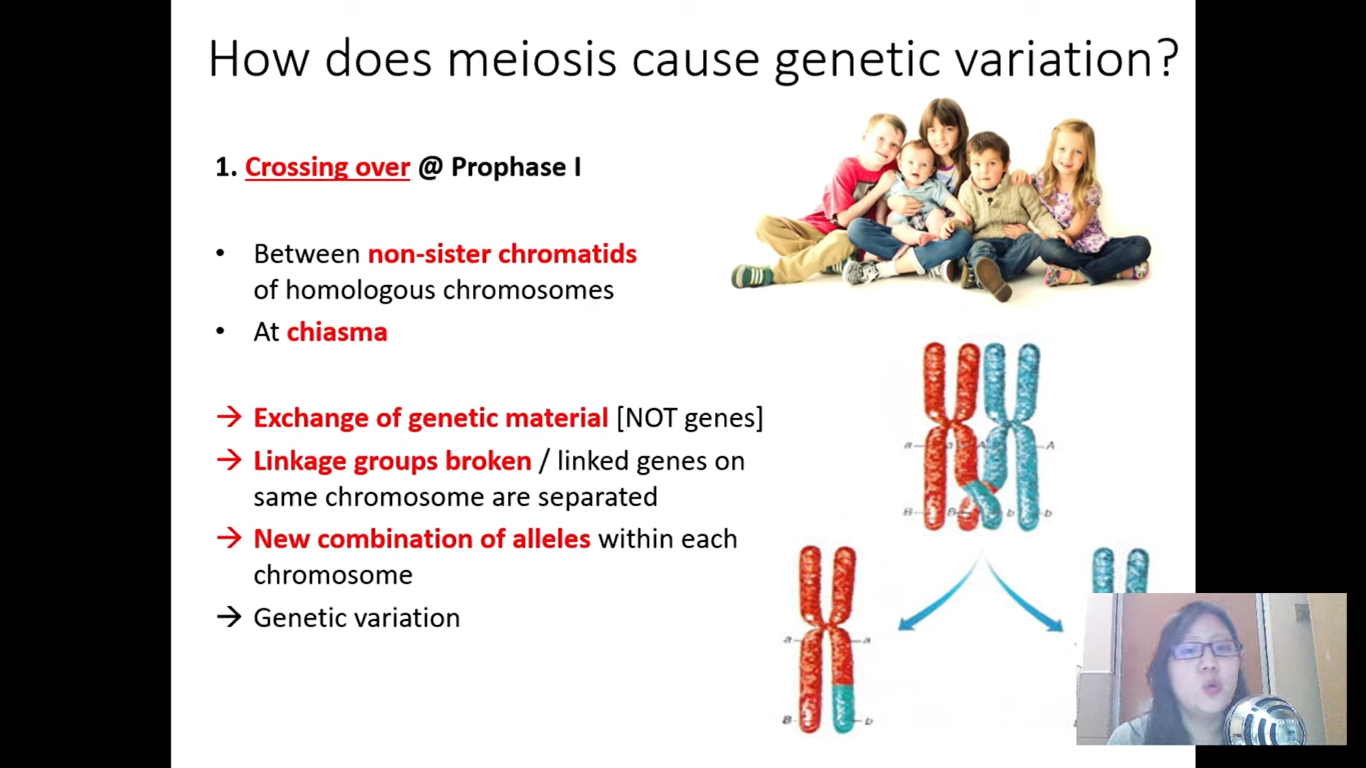 How does meiosis cause genetic variation?
1. Crossing over @ Prophase I
• Between non-sister chromatids
of homologous chromosomes
• At chiasma
→ Exchange of genetic material [NOT genes]
→ Linkage groups broken / linked genes on
same chromosome are separated
→ New combination of alleles within each
chromosome
→ Genetic variation
a a A A
B B b b
a a
B b